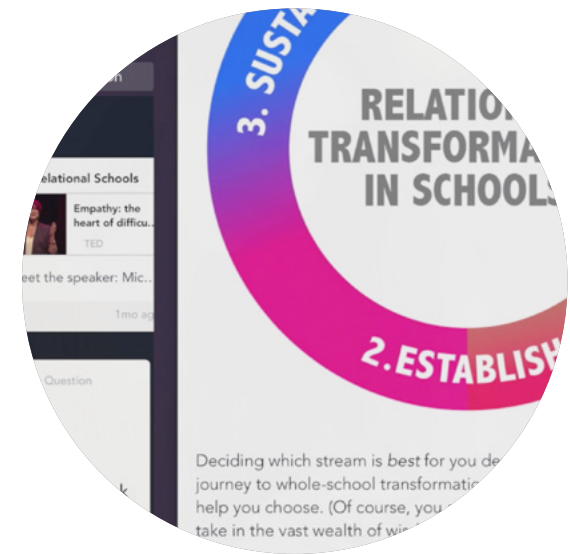 elational Schools
Empathy: the
heart of difficu..
TED
eet the speaker: Mic..
1mo ag
Question
3. SUSTA
RELATIO
TRANSFORMA
IN SCHOOLS
2.ESTABLISH
Deciding which stream is best for you de
journey to whole-school transformatio
help you choose. (Of course, you
take in the vast wealth of wi